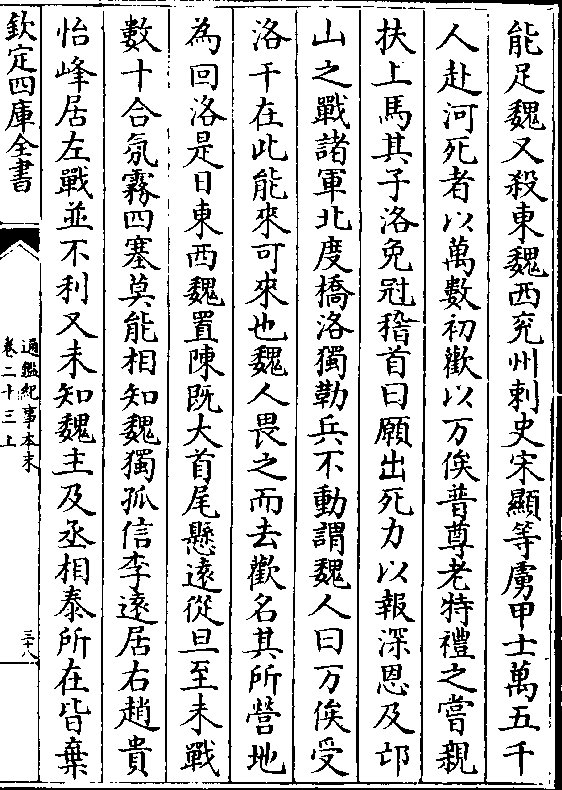 能足魏又殺東魏西兖州刺史宋顯等虜甲士萬五千
人赴河死者以萬數初歡以万俟普尊老特禮之嘗親
扶上馬其子洛免冠稽首曰願出死力以報深恩及邙
山之戰諸軍北度橋洛獨勒兵不動謂魏人曰万俟受
洛干在此能來可來也魏人畏之而去歡名其所營地
為回洛是日東西魏置陳既大首尾懸遠從旦至未戰
數十合氛霧四塞莫能相知魏獨孤信李遠居右趙貴
怡峰居左戰並不利又未知魏主及丞相泰所在皆棄
欽定四庫全書
通鑑紀事本末
卷二十三上
三十八